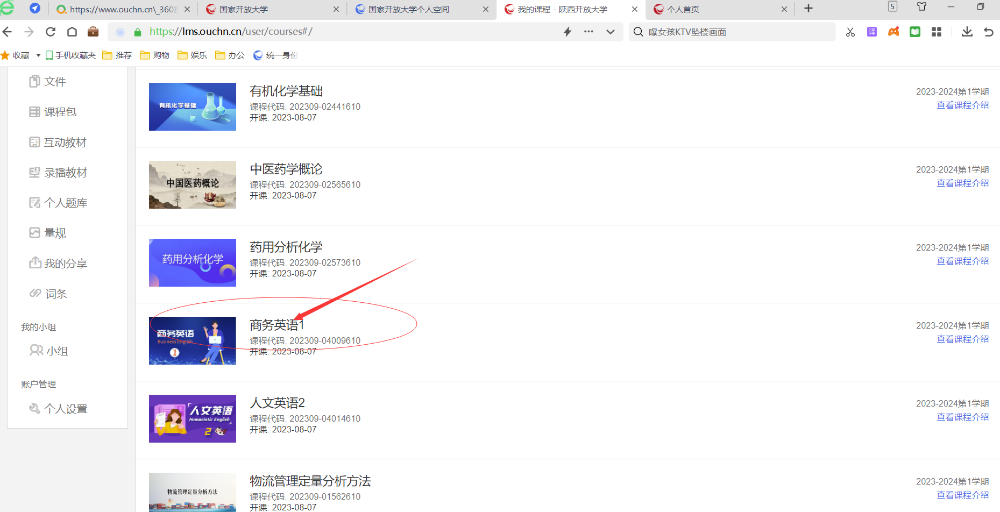 https://www.ouchn.cn\_360搜
国家开放大学
国家开放大学个人空间
我的课程 - 陕西开放大学
个人首页
5
https://lms.ouchn.cn/user/courses#/
曝女孩KTV坠楼画面
译
收藏
手机收藏夹
推荐
购物
娱乐
办公
统一身份
文件
课程包
互动教材
录播教材
个人题库
量规
我的分享
词条
我的小组
小组
账户管理
个人设置
有机化学基础
有机化学基础
课程代码: 202309-02441610
开课: 2023-08-07
2023-2024第1学期
查看课程介绍
中国医药概论
中医药学概论
课程代码: 202309-02565610
开课: 2023-08-07
2023-2024第1学期
查看课程介绍
药用分析化学
药用分析化学
课程代码: 202309-02573610
开课: 2023-08-07
2023-2024第1学期
查看课程介绍
商务英语
Business English
1
商务英语1
课程代码: 202309-04009610
开课: 2023-08-07
2023-2024第1学期
查看课程介绍
人文英语
Humanistic English
2
人文英语2
课程代码: 202309-04014610
开课: 2023-08-07
2023-2024第1学期
查看课程介绍
物流管理定量分析方法
物流管理定量分析方法
课程代码: 202309-01562610
开课: 2023-08-07
2023-2024第1学期
查看课程介绍